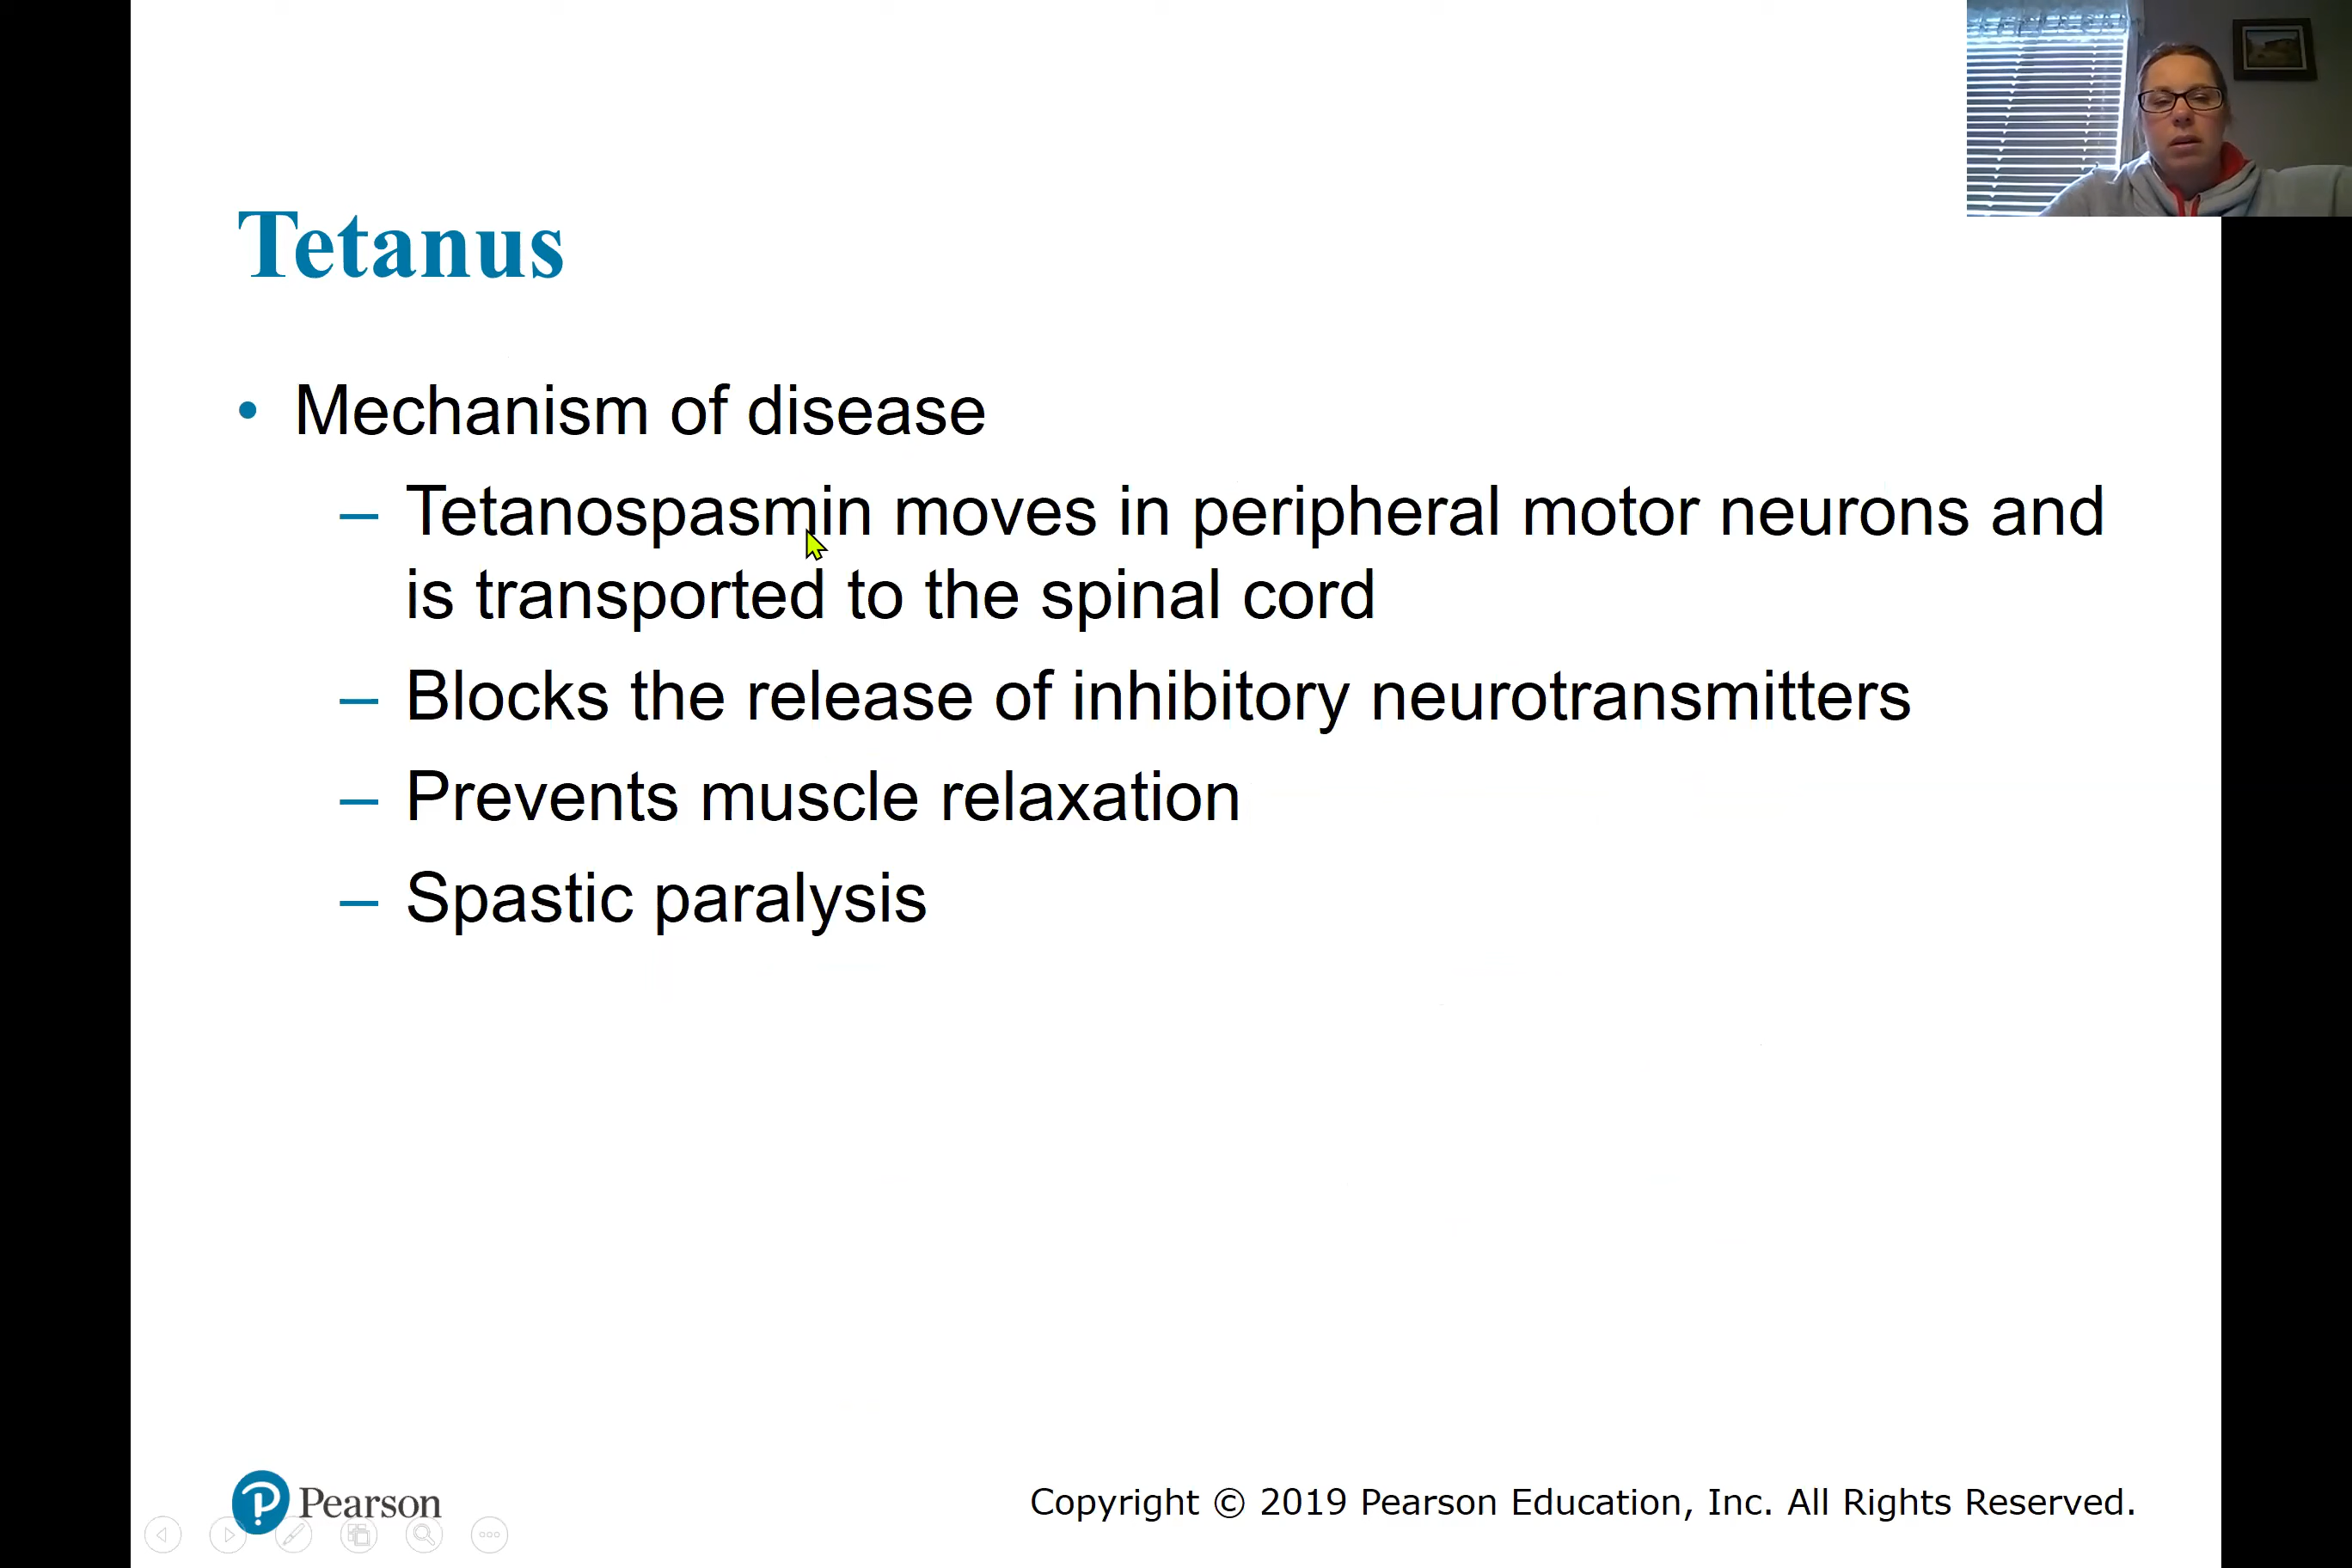 Tetanus
• Mechanism of disease
– Tetanospasmin moves in peripheral motor neurons and
is transported to the spinal cord
– Blocks the release of inhibitory neurotransmitters
– Prevents muscle relaxation
– Spastic paralysis
Pearson
Copyright © 2019 Pearson Education, Inc. All Rights Reserved.